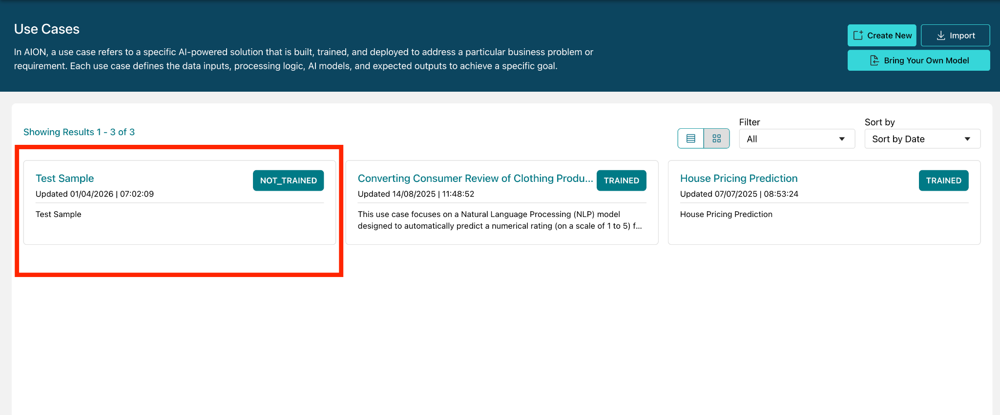 Use Cases
In AION, a use case refers to a specific AI-powered solution that is built, trained, and deployed to address a particular business problem or
requirement. Each use case defines the data inputs, processing logic, AI models, and expected outputs to achieve a specific goal.
Create New
Import
Bring Your Own Model
Showing Results 1 - 3 of 3
Filter
All
Sort by
Sort by Date
Test Sample
NOT_TRAINED
Updated 01/04/2026 | 07:02:09
Test Sample
Converting Consumer Review of Clothing Produ...
TRAINED
Updated 14/08/2025 | 11:48:52
This use case focuses on a Natural Language Processing (NLP) model
designed to automatically predict a numerical rating (on a scale of 1 to 5) f...
House Pricing Prediction
TRAINED
Updated 07/07/2025 | 08:53:24
House Pricing Prediction